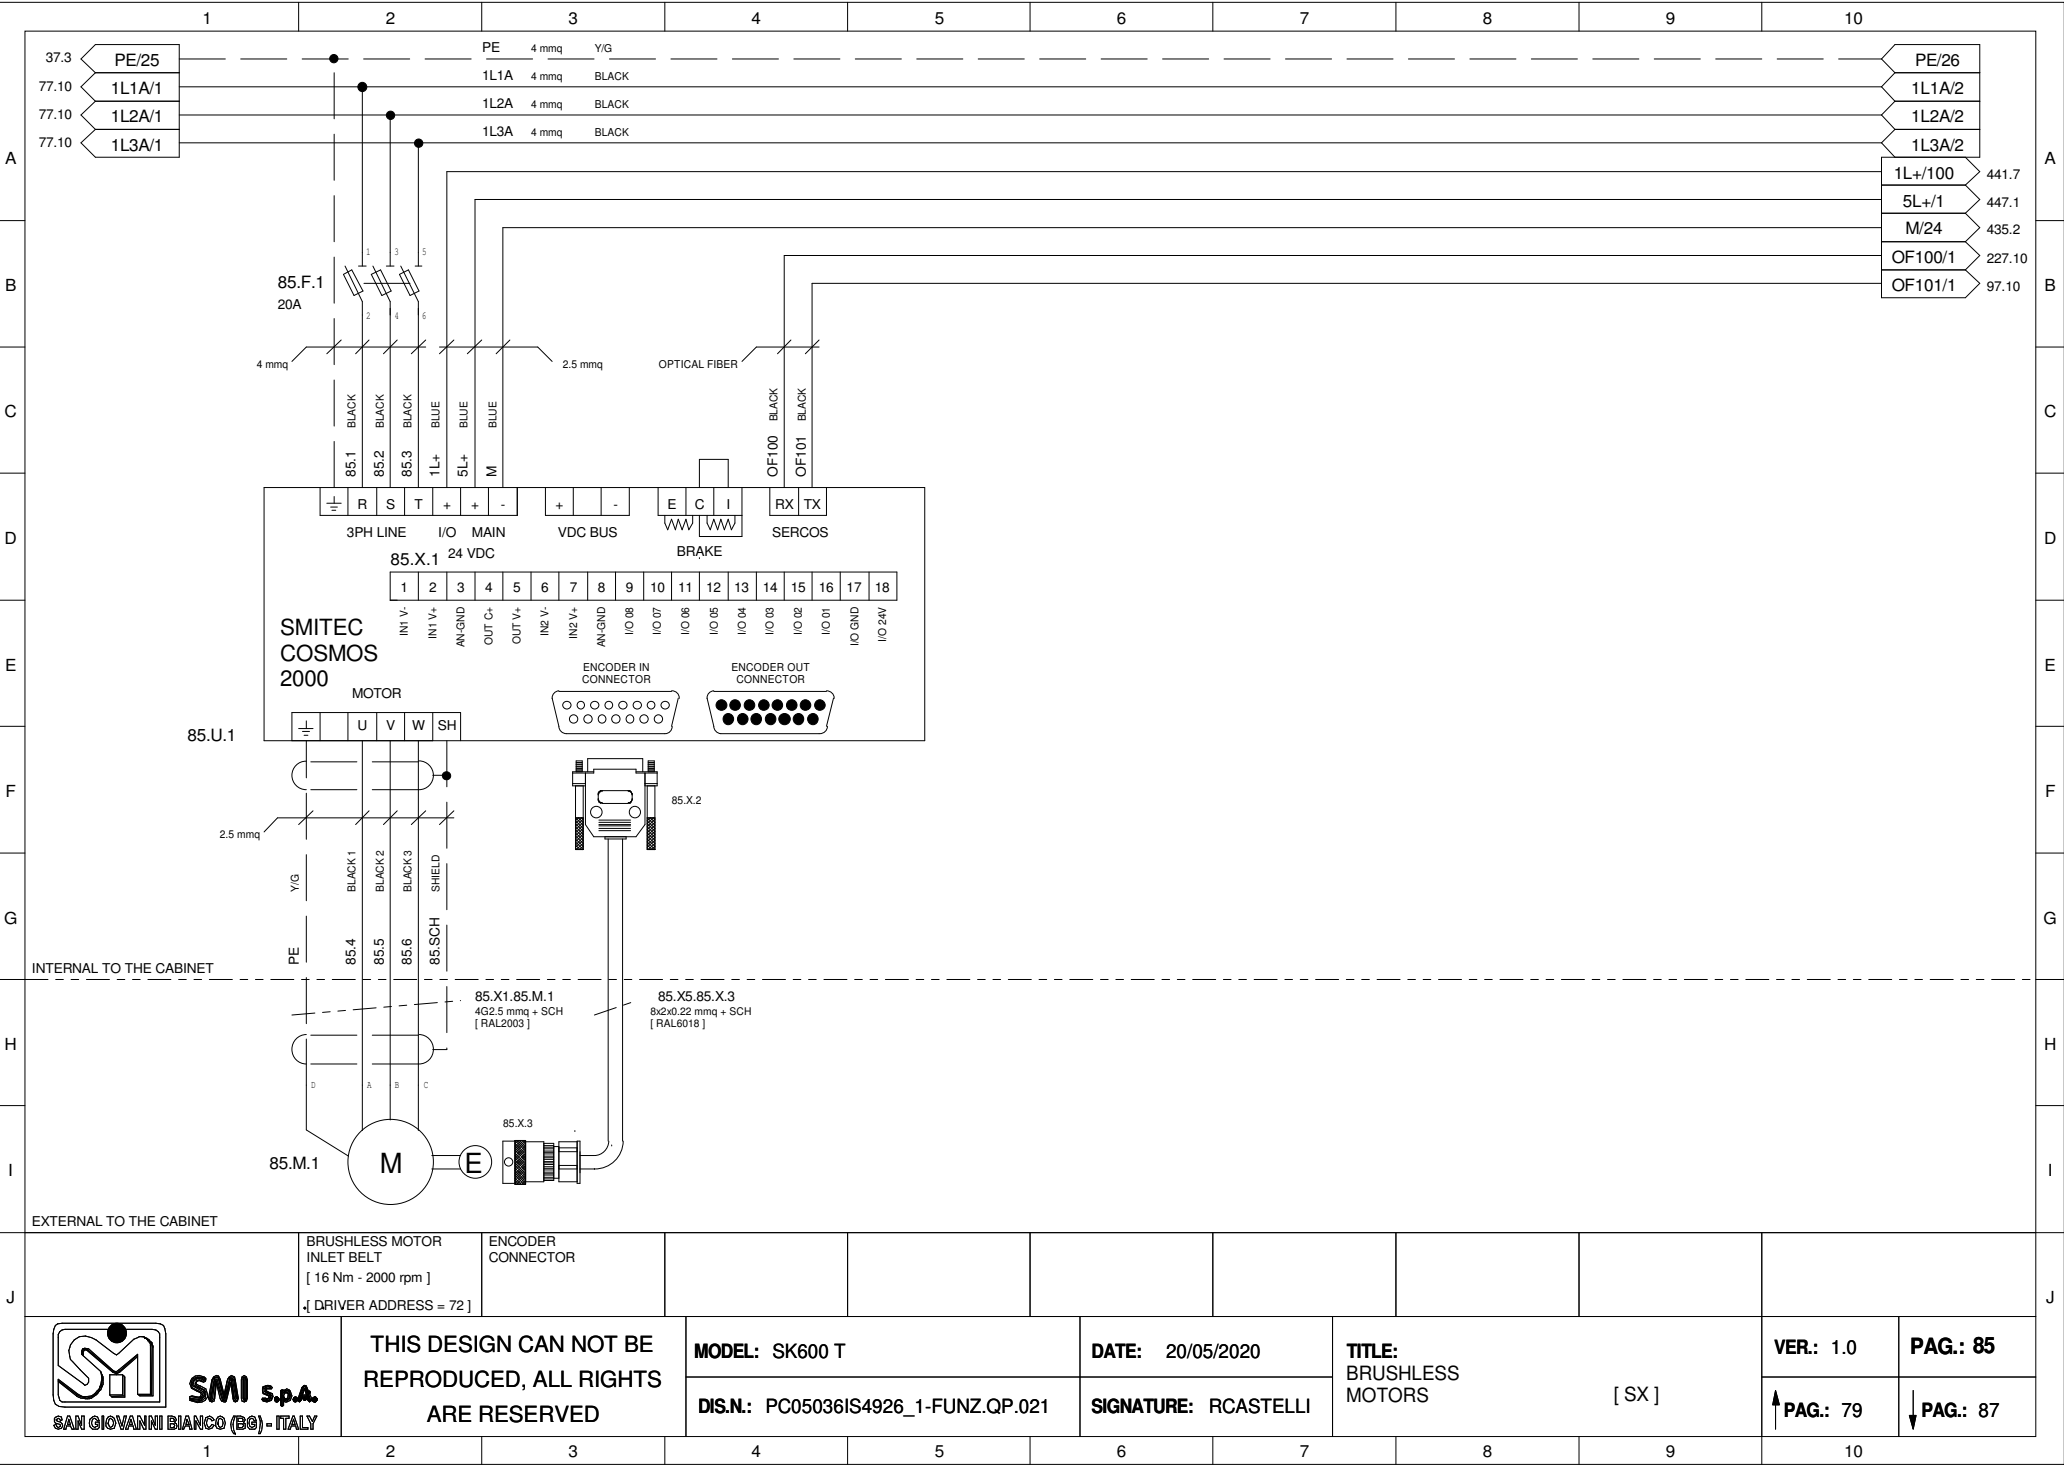 1 2 3 4 5 6 7 8 9 10
37.3 PE/25 PE 4 mmq Y/G PE/26
77.10 1L1A/1 1L1A 4 mmq BLACK 1L1A/2
77.10 1L2A/1 1L2A 4 mmq BLACK 1L2A/2
77.10 1L3A/1 1L3A 4 mmq BLACK 1L3A/2
A A
1L+/100 441.7
5L+/1 447.1
M/24 435.2
OF100/1 227.10
OF101/1 97.10
1 3 5
B 85.F.1 B
20A
2 4 6
4 mmq 2.5 mmq OPTICAL FIBER
C C
BLACK BLACK BLACK BLUE BLUE BLUE BLACK BLACK
85.1 85.2 85.3 1L+ 5L+ M OF100 OF101
R S T + + - + - E C I RX TX
3PH LINE I/O MAIN VDC BUS SERCOS
D D
24 VDC BRAKE
85.X.1
1 2 3 4 5 6 7 8 9 10 11 12 13 14 15 16 17 18
IN1 V- IN1 V+ AN-GND OUT C+ OUT V+ IN2 V- IN2 V+ AN-GND I/O 08 I/O 07 I/O 06 I/O 05 I/O 04 I/O 03 I/O 02 I/O 01 I/O GND I/O 24V
SMITEC
COSMOS
2000
E E
ENCODER IN
CONNECTOR
ENCODER OUT
CONNECTOR
MOTOR
U V W SH
85.U.1
F F
85.X.2
2.5 mmq
Y/G BLACK 1 BLACK 2 BLACK 3 SHIELD
G G
PE 85.4 85.5 85.6 85.SCH
INTERNAL TO THE CABINET
85.X1.85.M.1
4G2.5 mmq + SCH
[ RAL2003 ]
85.X5.85.X.3
8x2x0.22 mmq + SCH
[ RAL6018 ]
H H
D A B C
85.X.3
85.M.1 M E
I I
EXTERNAL TO THE CABINET
BRUSHLESS MOTOR
INLET BELT
[ 16 Nm - 2000 rpm ]
[ DRIVER ADDRESS = 72 ]
ENCODER
CONNECTOR
J J
SMI S.p.A.
SAN GIOVANNI BIANCO (BG) - ITALY
THIS DESIGN CAN NOT BE
REPRODUCED, ALL RIGHTS
ARE RESERVED
MODEL: SK600 T
DIS.N.: PC05036IS4926_1-FUNZ.QP.021
DATE: 20/05/2020
SIGNATURE: RCASTELLI
TITLE:
BRUSHLESS
MOTORS
[ SX ]
VER.: 1.0
PAG.: 85
PAG.: 79
PAG.: 87
1 2 3 4 5 6 7 8 9 10